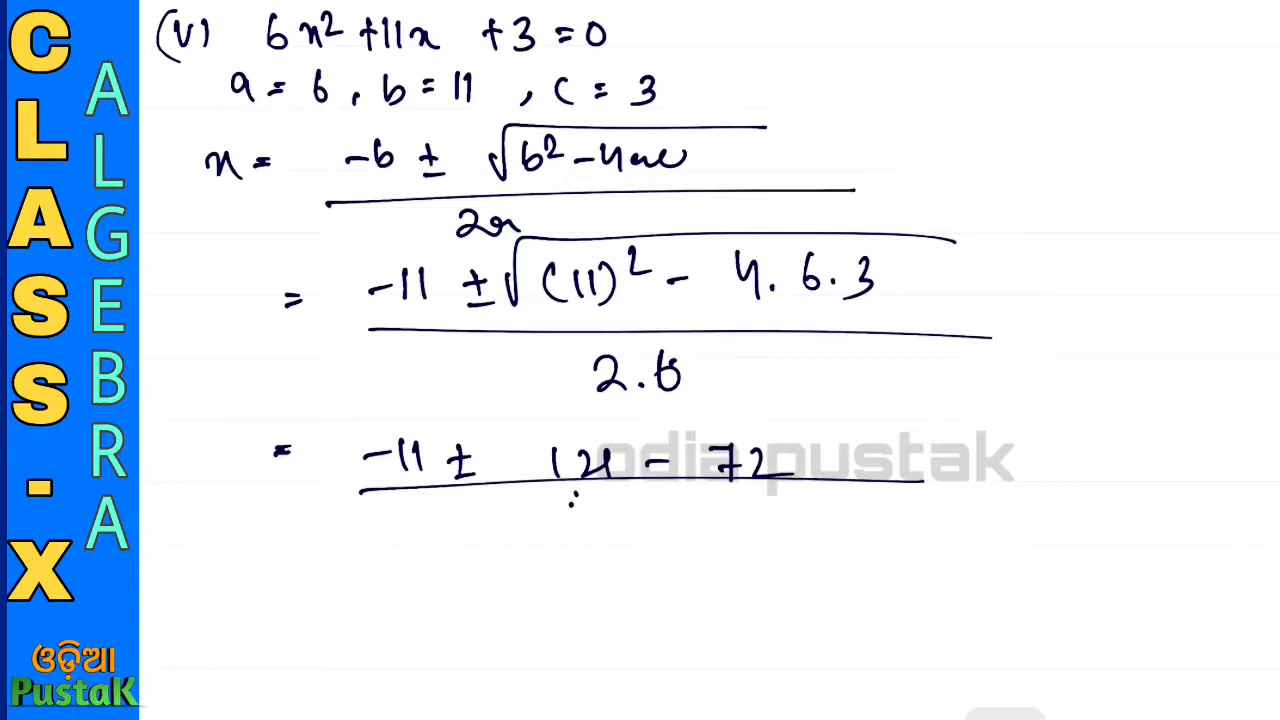 CLASS-X
ALGEBRA
ଓଡ଼ିଆ
PustaK
(V) 6x² + 11x + 3 = 0
a = 6, b = 11, c = 3
x = -b ± √b² - 4ac
2a
= -11 ± √(11)² - 4.6.3
2.6
= -11 ± 121 - 72
odia pustak